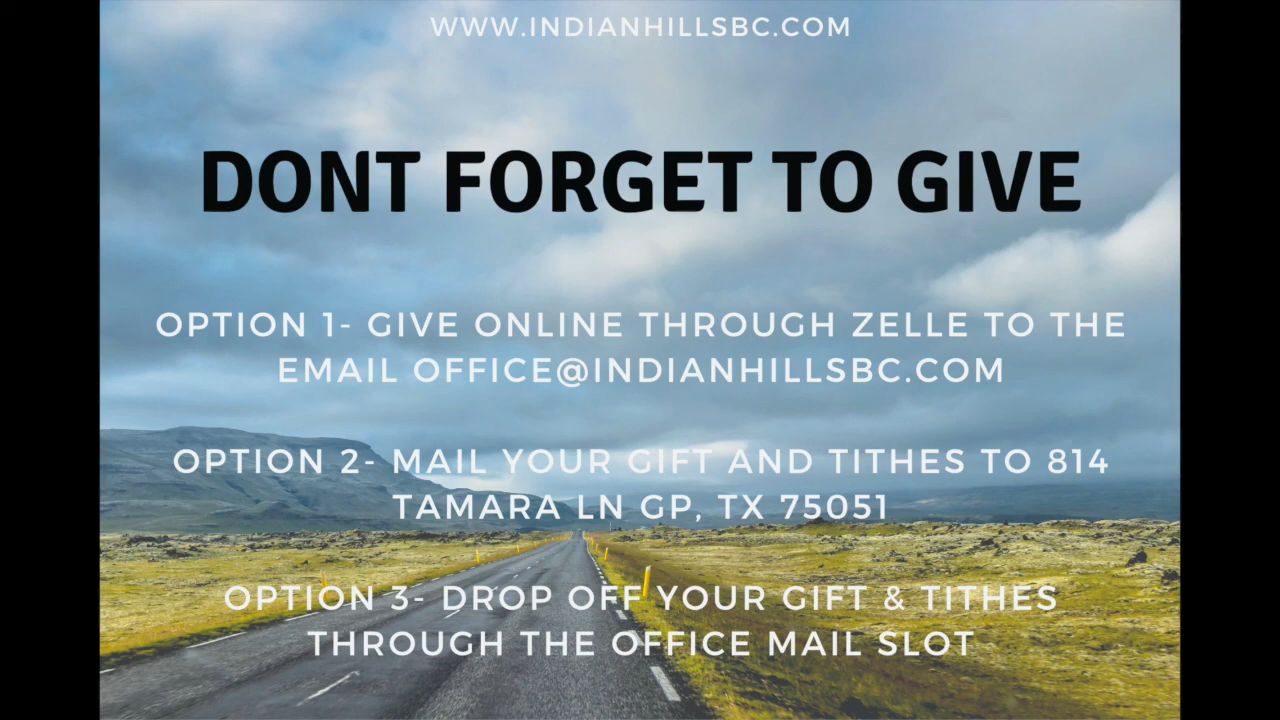 WWW.INDIANHILLSBC.COM
DONT FORGET TO GIVE
OPTION 1- GIVE ONLINE THROUGH ZELLE TO THE
EMAIL OFFICE@INDIANHILLSBC.COM
OPTION 2- MAIL YOUR GIFT AND TITHES TO 814
TAMARA LN GP, TX 75051
OPTION 3- DROP OFF YOUR GIFT & TITHES
THROUGH THE OFFICE MAIL SLOT